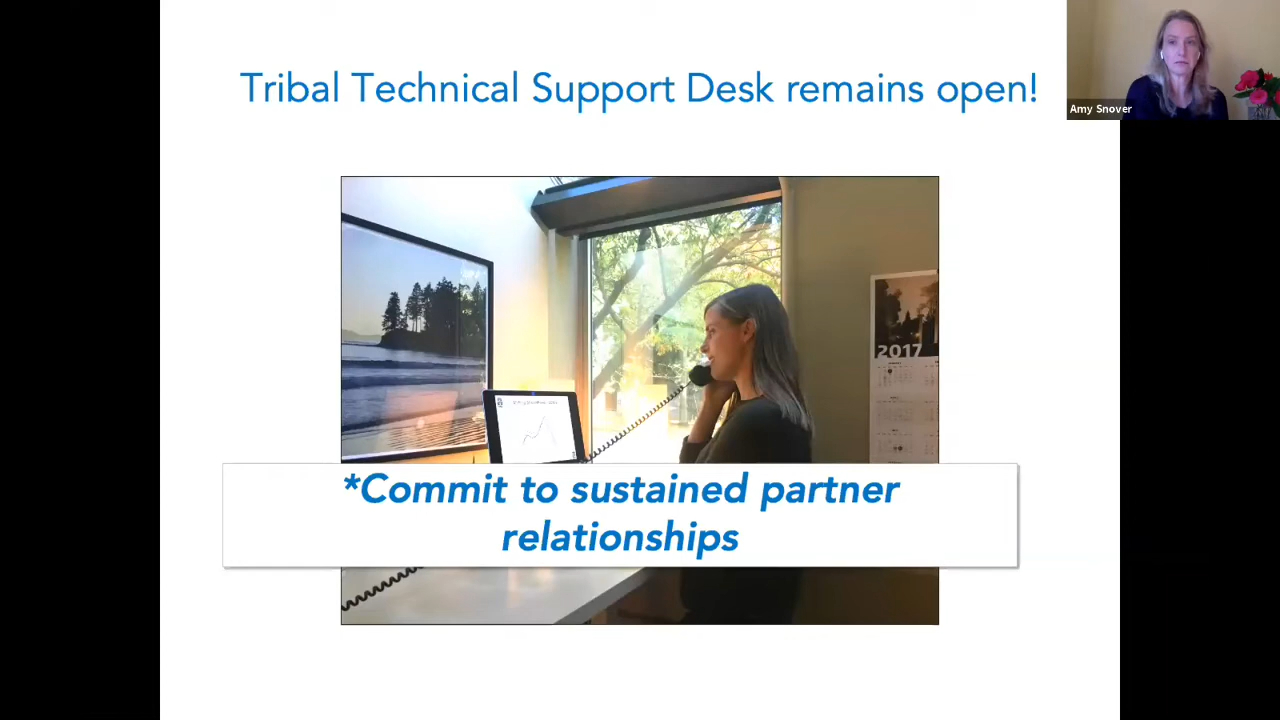 Tribal Technical Support Desk remains open!
Amy Snover
2017
*Commit to sustained partner
relationships